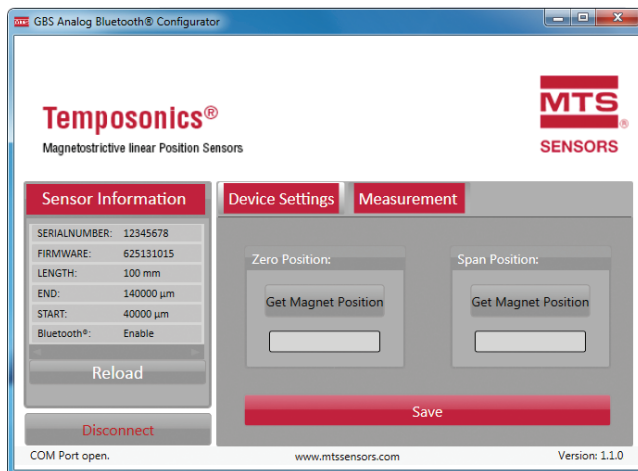 MTS GBS Analog Bluetooth® Configurator
Temposonics®
Magnetostrictive linear Position Sensors
MTS®
SENSORS
Sensor Information
SERIALNUMBER: 12345678
FIRMWARE: 625131015
LENGTH: 100 mm
END: 140000 µm
START: 40000 µm
Bluetooth®: Enable
Reload
Disconnect
Device Settings Measurement
Zero Position: Span Position:
Get Magnet Position Get Magnet Position
Save
COM Port open. www.mtssensors.com Version: 1.1.0